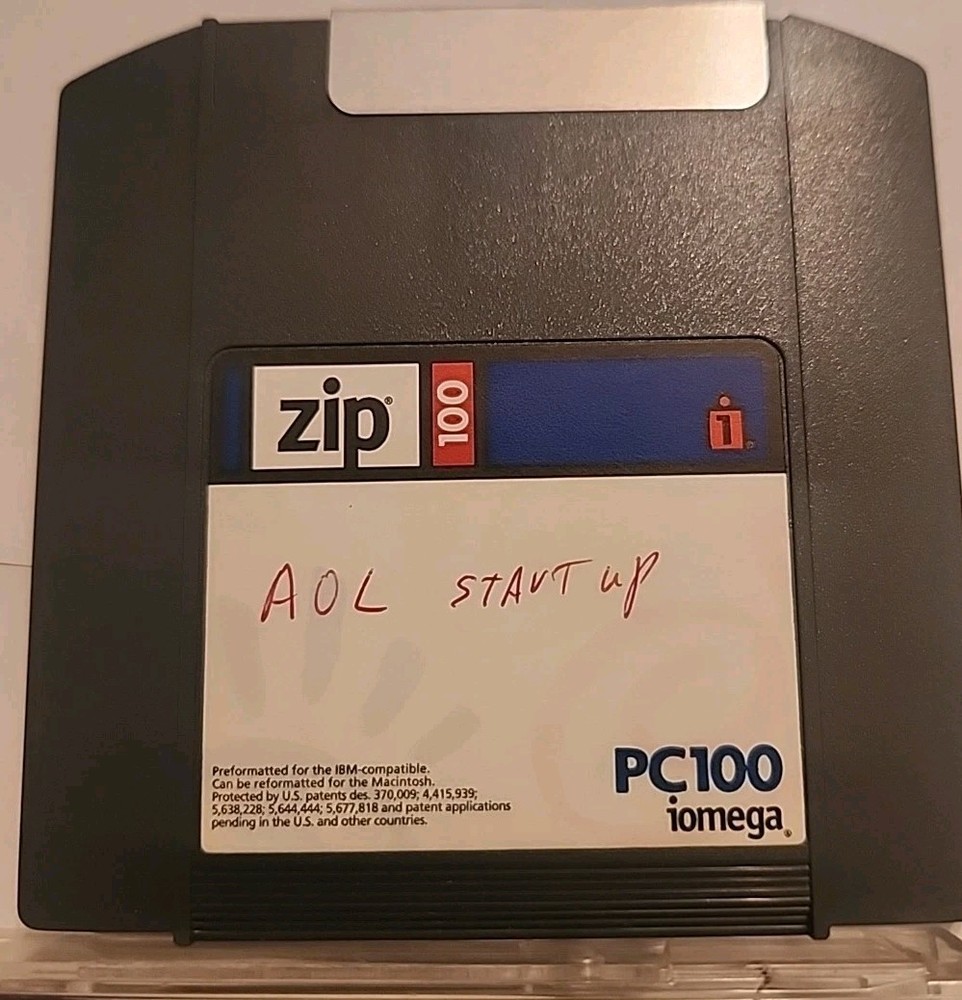 zip® 100
AOL START up
Preformatted for the IBM-compatible.
Can be reformatted for the Macintosh.
Protected by U.S. patents des. 370,009; 4,415,939;
5,638,228; 5,644,444; 5,677,818 and patent applications
pending in the U.S. and other countries.
PC100
iomega®